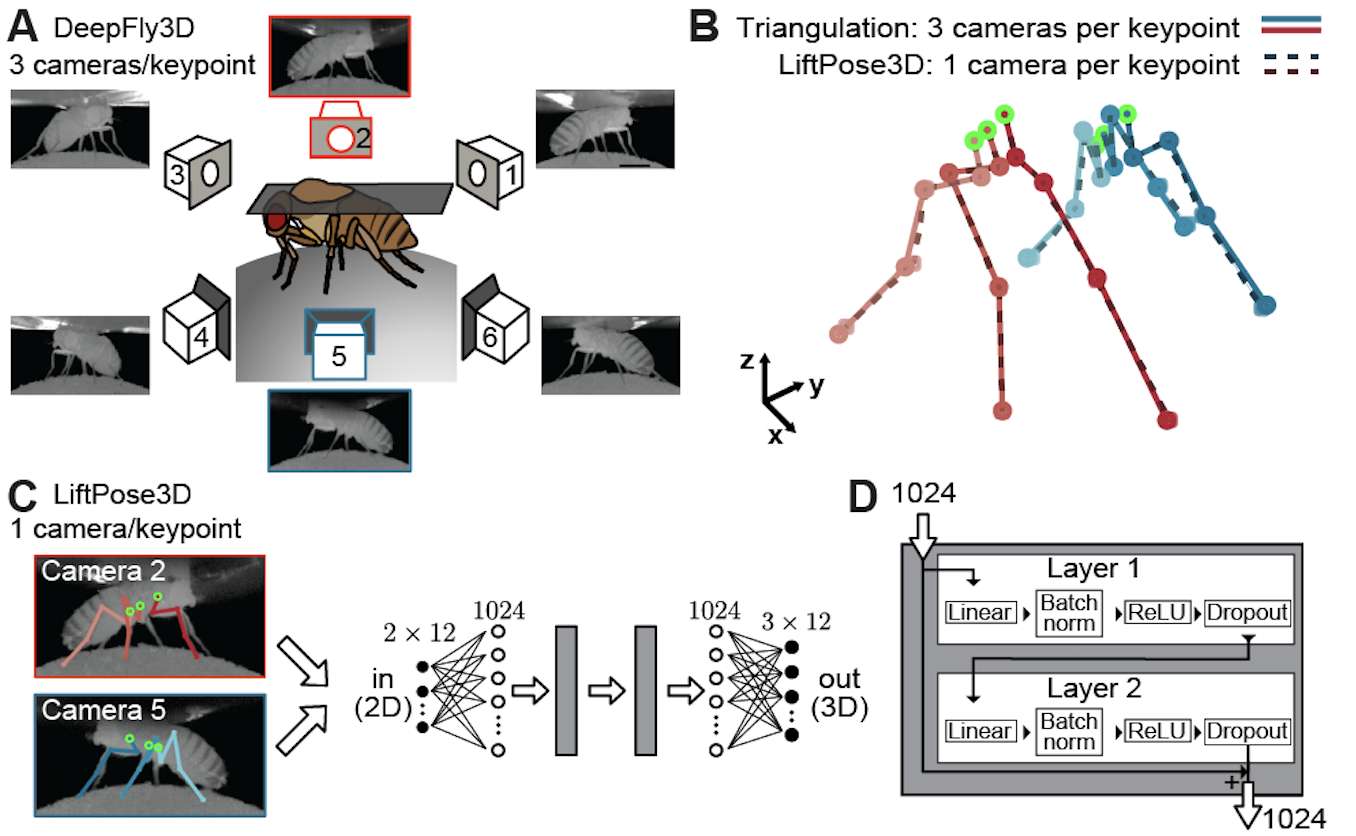 A DeepFly3D
3 cameras/keypoint
2
3
1
4
5
6
B Triangulation: 3 cameras per keypoint
LiftPose3D: 1 camera per keypoint
z
y
x
C LiftPose3D
1 camera/keypoint
Camera 2
Camera 5
in
(2D)
2 × 12
1024
1024
3 × 12
out
(3D)
D 1024
Layer 1
Linear Batch norm ReLU Dropout
Layer 2
Linear Batch norm ReLU Dropout
+
1024